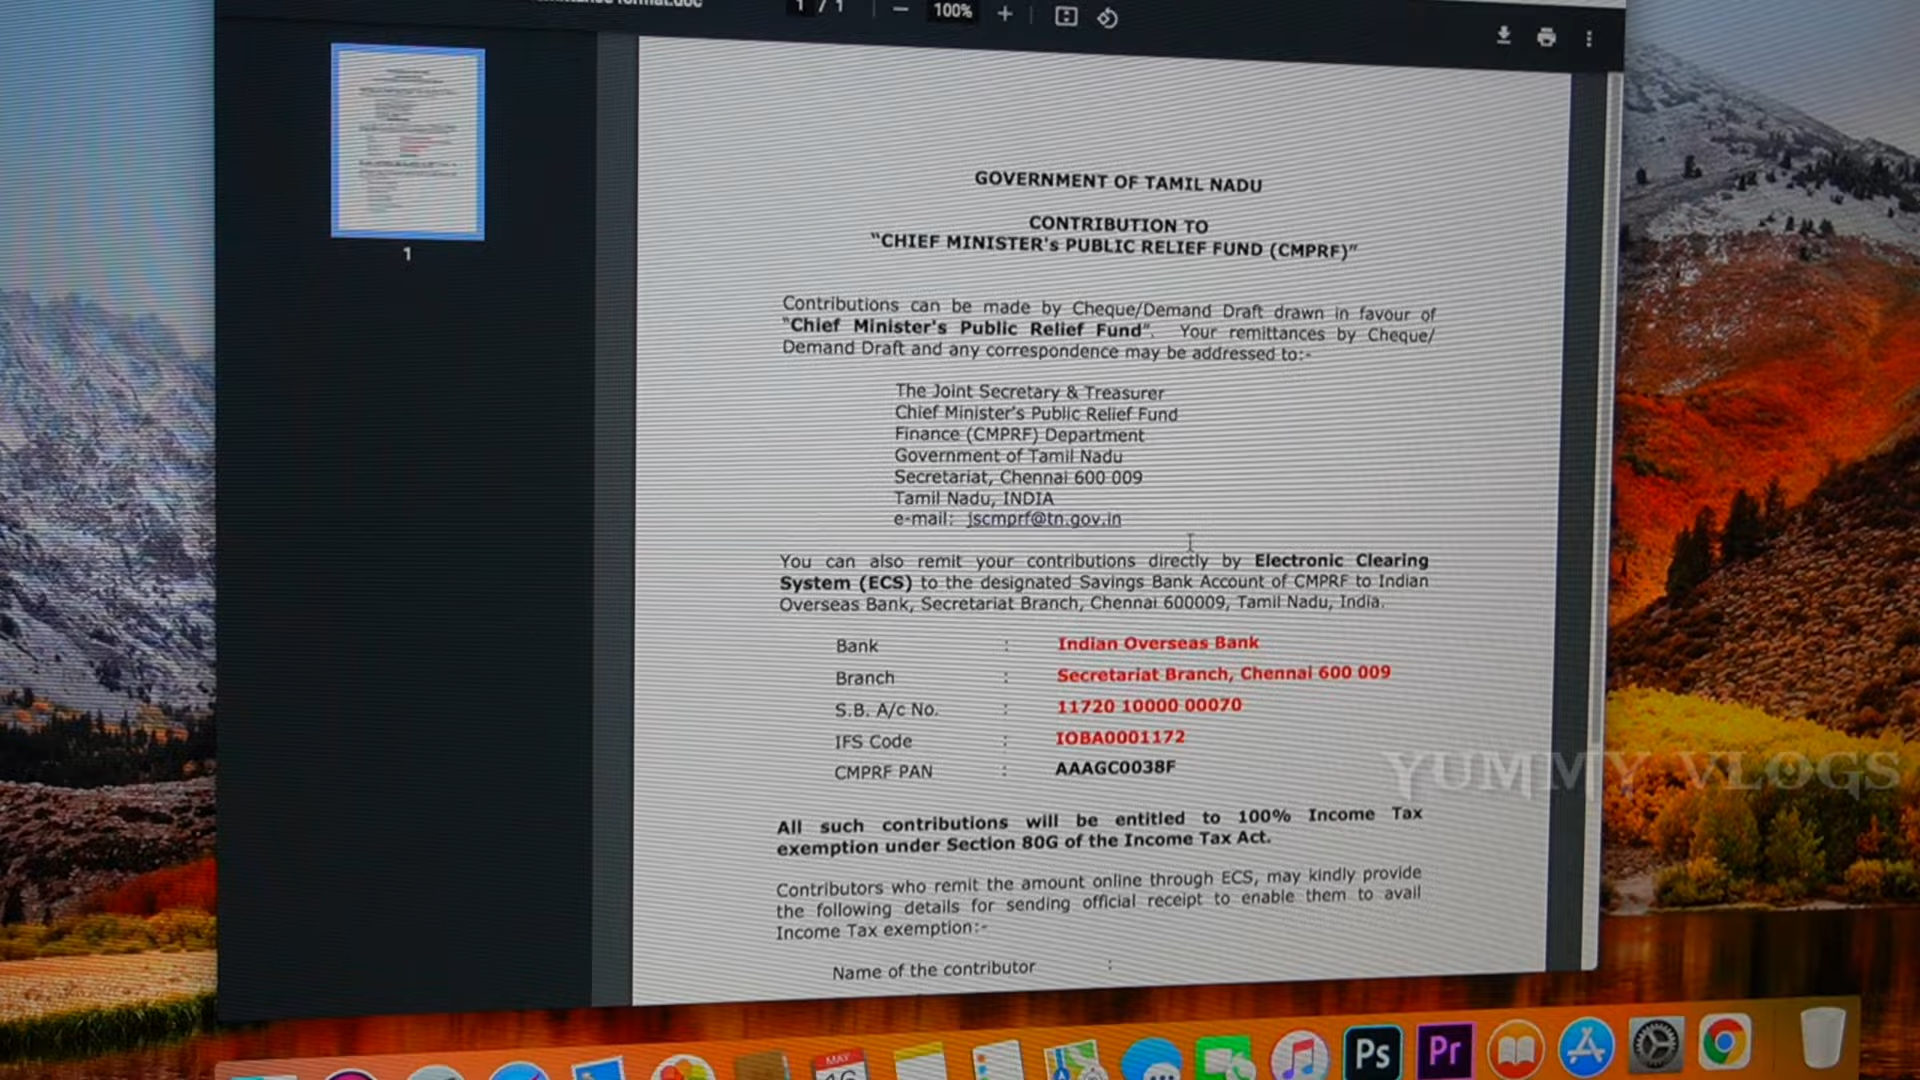 1 / 1
100%
1
GOVERNMENT OF TAMIL NADU
CONTRIBUTION TO
"CHIEF MINISTER's PUBLIC RELIEF FUND (CMPRF)"
Contributions can be made by Cheque/Demand Draft drawn in favour of
"Chief Minister's Public Relief Fund". Your remittances by Cheque/
Demand Draft and any correspondence may be addressed to:-
The Joint Secretary & Treasurer
Chief Minister's Public Relief Fund
Finance (CMPRF) Department
Government of Tamil Nadu
Secretariat, Chennai 600 009
Tamil Nadu, INDIA
e-mail: jscmprf@tn.gov.in
You can also remit your contributions directly by Electronic Clearing
System (ECS) to the designated Savings Bank Account of CMPRF to Indian
Overseas Bank, Secretariat Branch, Chennai 600009, Tamil Nadu, India.
Bank : Indian Overseas Bank
Branch : Secretariat Branch, Chennai 600 009
S.B. A/c No. : 11720 10000 00070
IFS Code : IOBA0001172
CMPRF PAN : AAAGC0038F
YUMMY VLOGS
All such contributions will be entitled to 100% Income Tax
exemption under Section 80G of the Income Tax Act.
Contributors who remit the amount online through ECS, may kindly provide
the following details for sending official receipt to enable them to avail
Income Tax exemption:-
Name of the contributor :
MAY
Ps
Pr